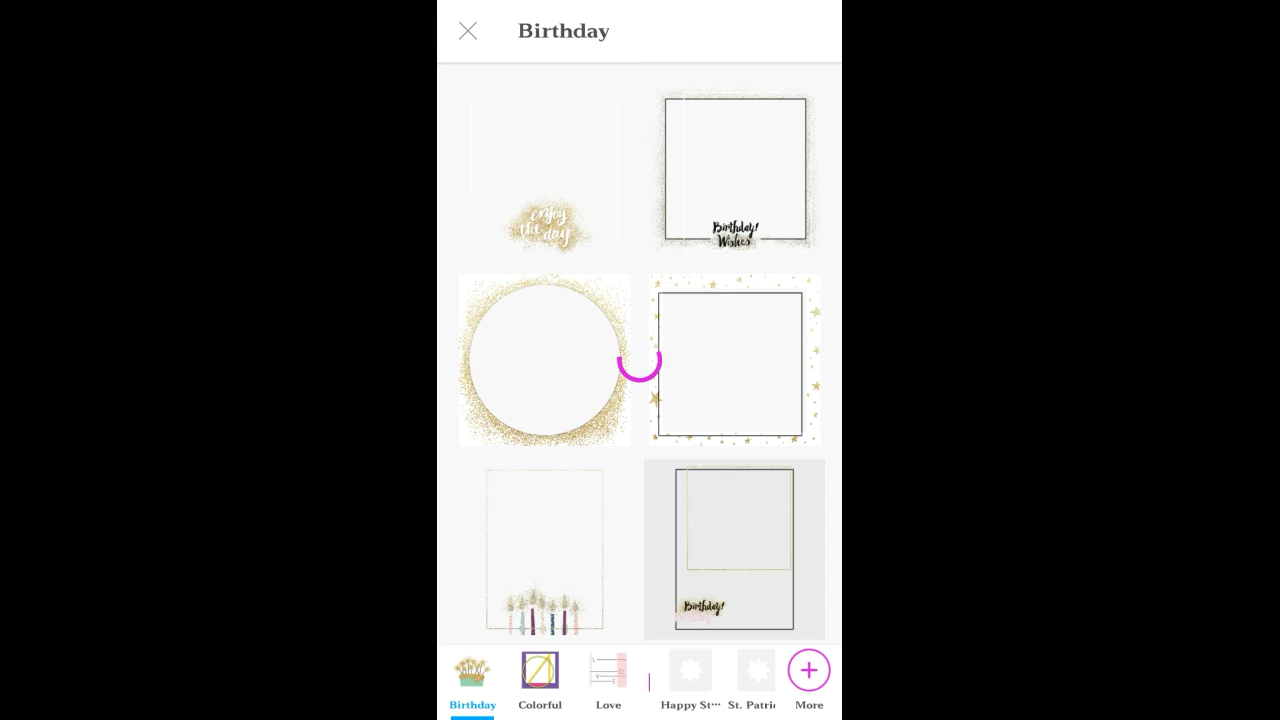 Birthday
enjoy
the day
Birthday!
Wishes
Birthday!
L
V
O
E
Birthday
Colorful
Love
Happy St···
St. Patric
More